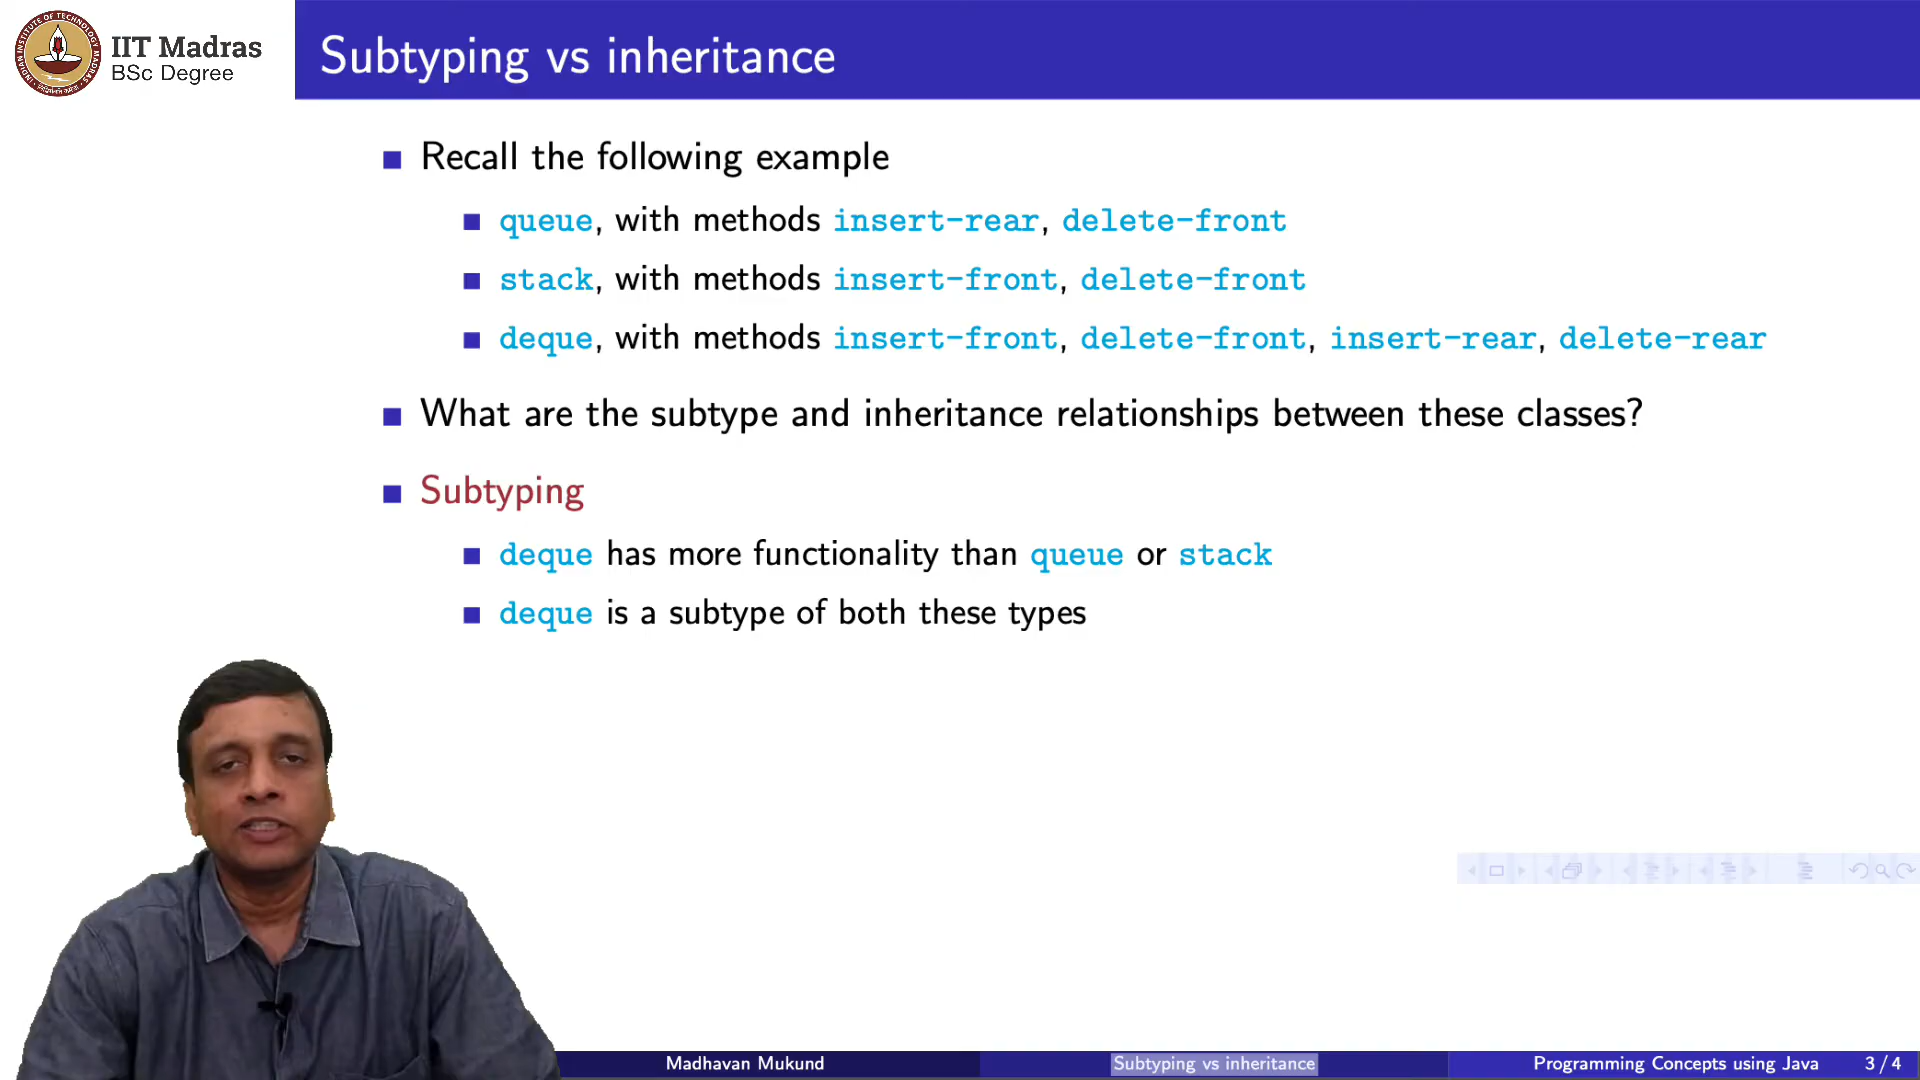 IIT Madras
BSc Degree
Subtyping vs inheritance
Recall the following example
queue, with methods insert-rear, delete-front
stack, with methods insert-front, delete-front
deque, with methods insert-front, delete-front, insert-rear, delete-rear
What are the subtype and inheritance relationships between these classes?
Subtyping
deque has more functionality than queue or stack
deque is a subtype of both these types
Madhavan Mukund
Subtyping vs inheritance
Programming Concepts using Java
3 / 4